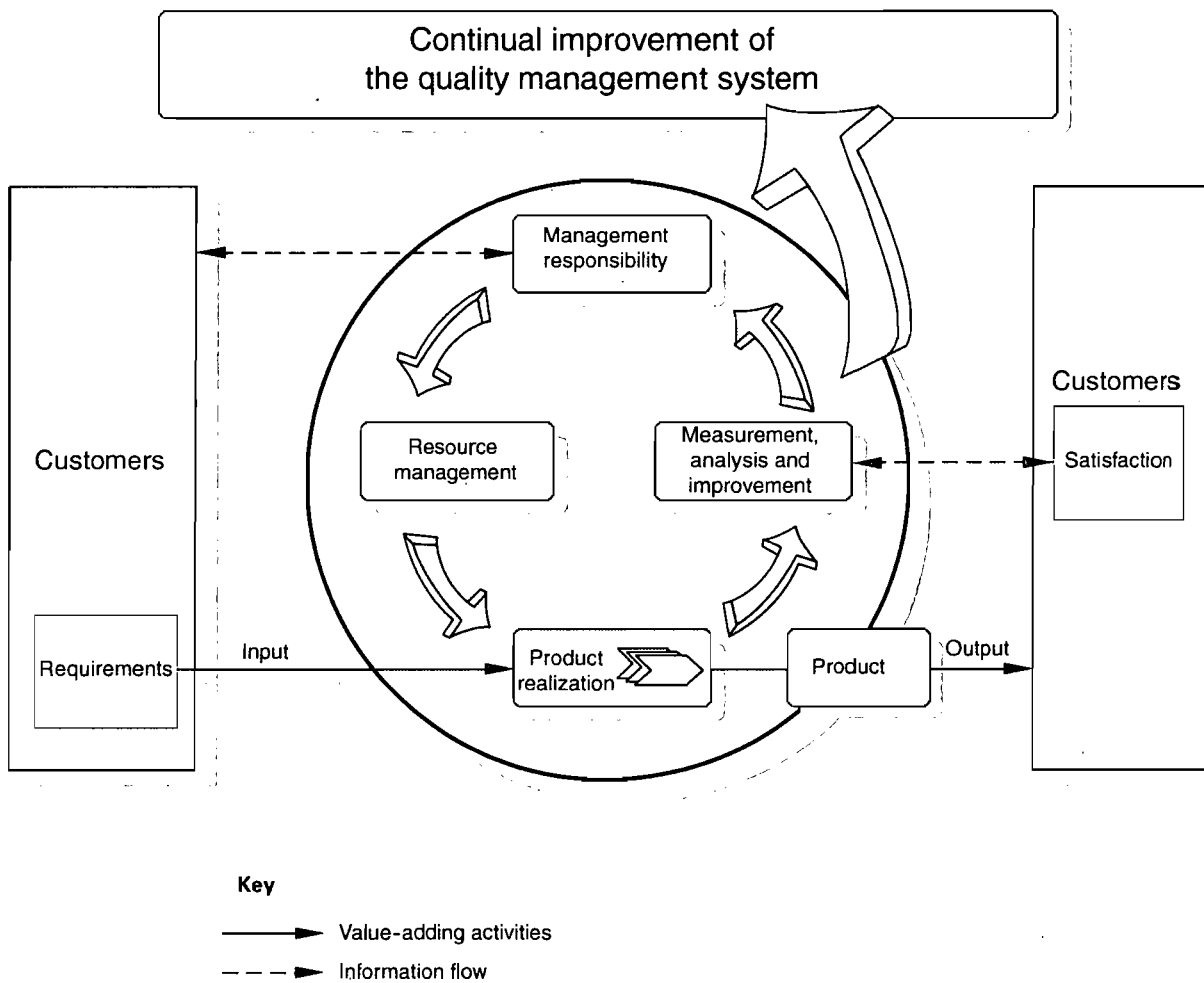 Continual improvement of
the quality management system
Management
responsibility
Customers
Resource
management
Measurement,
analysis and
improvement
Customers
Satisfaction
Requirements
Input
Product
realization
Product
Output
Key
Value-adding activities
Information flow